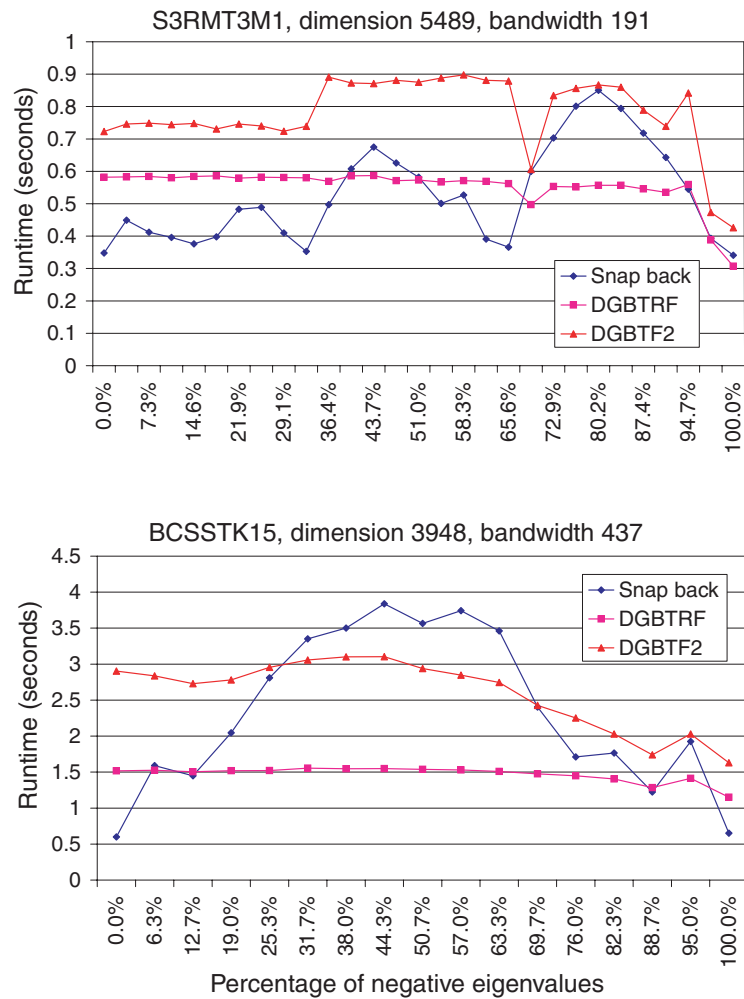 S3RMT3M1, dimension 5489, bandwidth 191
Runtime (seconds)
1
0.9
0.8
0.7
0.6
0.5
0.4
0.3
0.2
0.1
0
Snap back
DGBTRF
DGBTF2
0.0% 7.3% 14.6% 21.9% 29.1% 36.4% 43.7% 51.0% 58.3% 65.6% 72.9% 80.2% 87.4% 94.7% 100.0%
BCSSTK15, dimension 3948, bandwidth 437
Runtime (seconds)
4.5
4
3.5
3
2.5
2
1.5
1
0.5
0
Snap back
DGBTRF
DGBTF2
0.0% 6.3% 12.7% 19.0% 25.3% 31.7% 38.0% 44.3% 50.7% 57.0% 63.3% 69.7% 76.0% 82.3% 88.7% 95.0% 100.0%
Percentage of negative eigenvalues